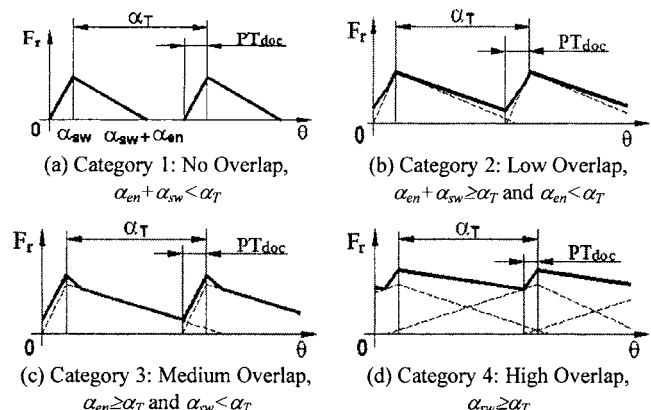 α_T
F_r
PT_doc
0
α_sw
α_sw+α_en
θ
(a) Category 1: No Overlap,
α_en+α_sw<α_T
α_T
F_r
PT_doc
0
θ
(b) Category 2: Low Overlap,
α_en+α_sw≥α_T and α_en<α_T
α_T
F_r
PT_doc
0
θ
(c) Category 3: Medium Overlap,
α_en≥α_T and α_sw<α_T
α_T
F_r
PT_doc
0
θ
(d) Category 4: High Overlap,
α_sw≥α_T